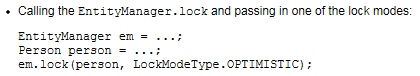 • Calling the EntityManager.lock and passing in one of the lock modes:
EntityManager em = ...;
Person person = ...;
em.lock(person, LockModeType.OPTIMISTIC);